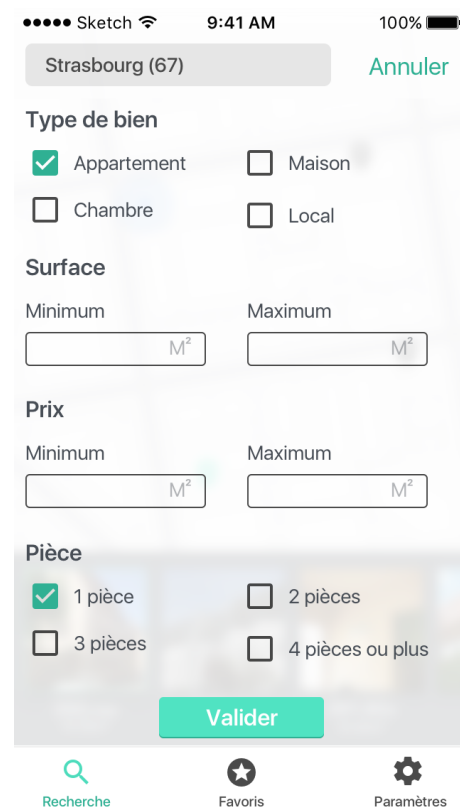 Sketch 9:41 AM 100%
Strasbourg (67) Annuler
Type de bien
Appartement Maison
Chambre Local
Surface
Minimum Maximum
M² M²
Prix
Minimum Maximum
M² M²
Pièce
1 pièce 2 pièces
3 pièces 4 pièces ou plus
Valider
Recherche Favoris Paramètres